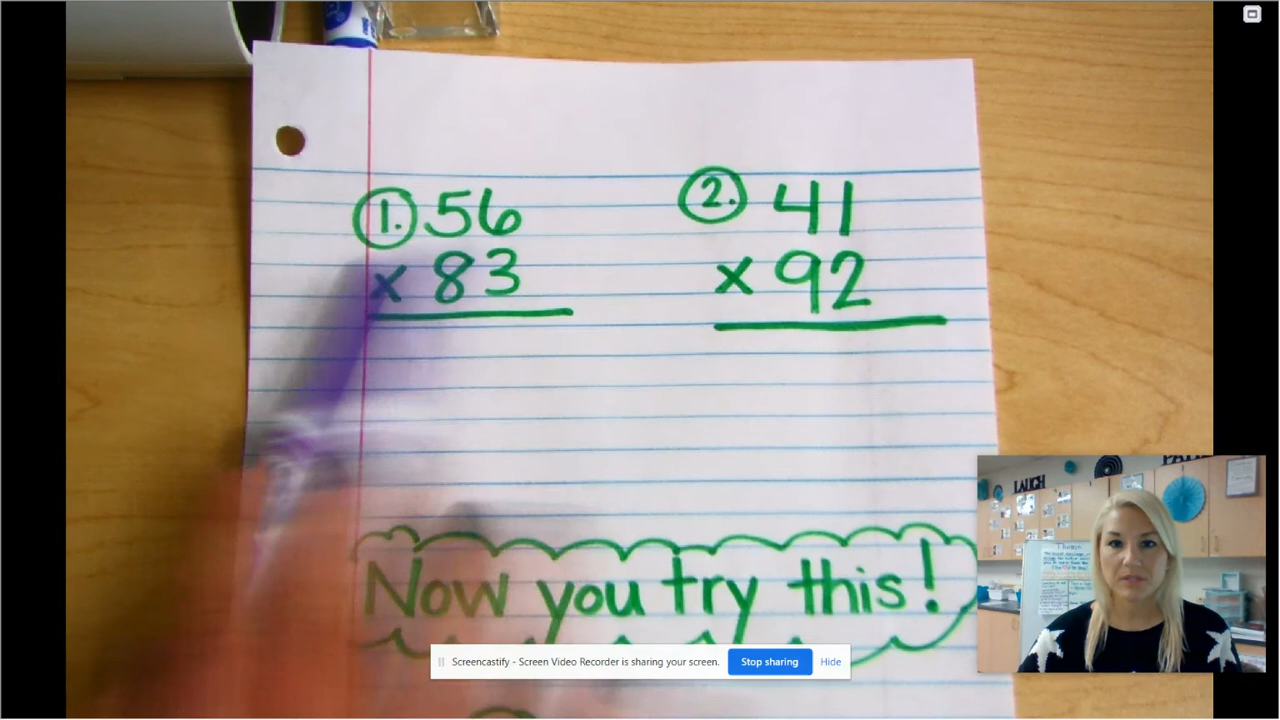 1. 56
x 83
2. 41
x 92
Now you try this!
Screencastify - Screen Video Recorder is sharing your screen.
Stop sharing
Hide
LAUGH